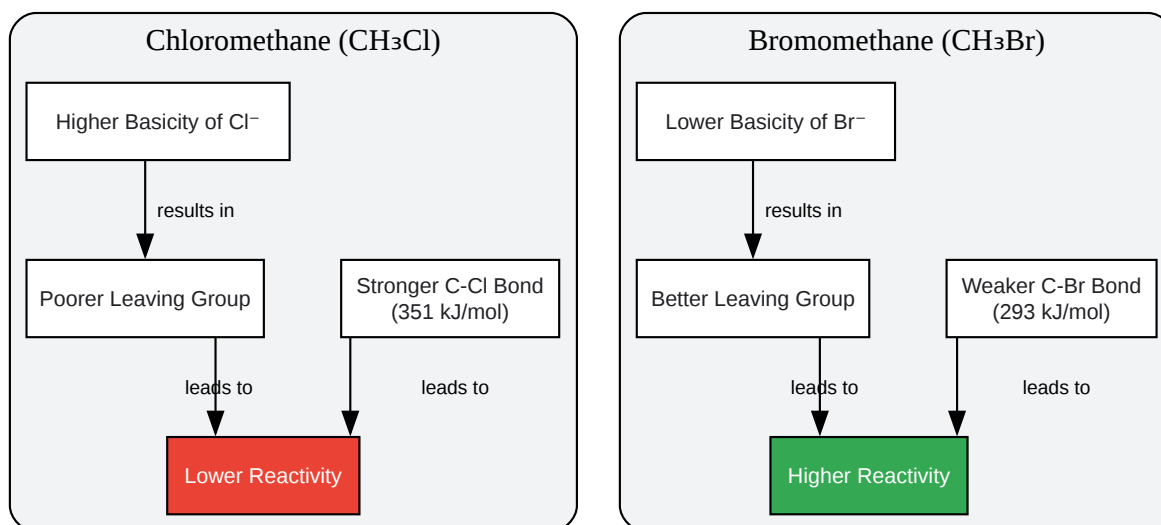 Chloromethane (CH₃Cl)
Higher Basicity of Cl⁻
results in
Poorer Leaving Group
Stronger C-Cl Bond
(351 kJ/mol)
leads to
leads to
Lower Reactivity
Bromomethane (CH₃Br)
Lower Basicity of Br⁻
results in
Better Leaving Group
Weaker C-Br Bond
(293 kJ/mol)
leads to
leads to
Higher Reactivity